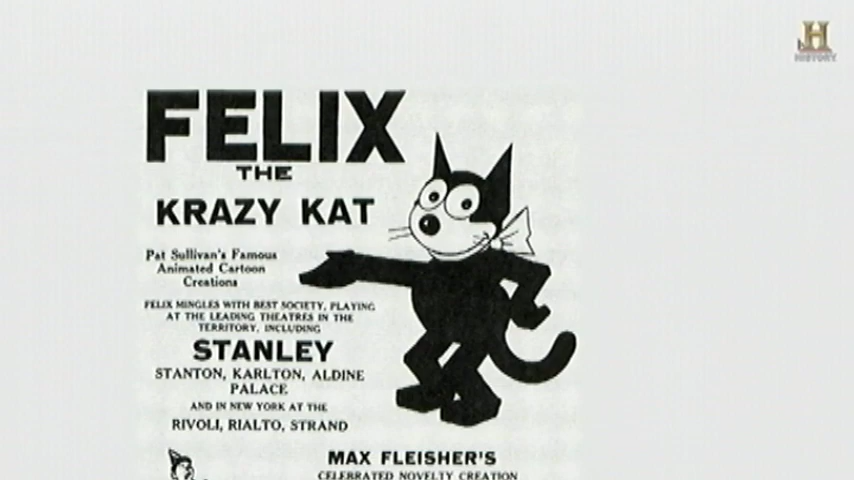 H
HISTORY
FELIX
THE
KRAZY KAT
Pat Sullivan's Famous
Animated Cartoon
Creations
FELIX MINGLES WITH BEST SOCIETY, PLAYING
AT THE LEADING THEATRES IN THE
TERRITORY, INCLUDING
STANLEY
STANTON, KARLTON, ALDINE
PALACE
AND IN NEW YORK AT THE
RIVOLI, RIALTO, STRAND
MAX FLEISHER'S
CELEBRATED NOVELTY CREATION